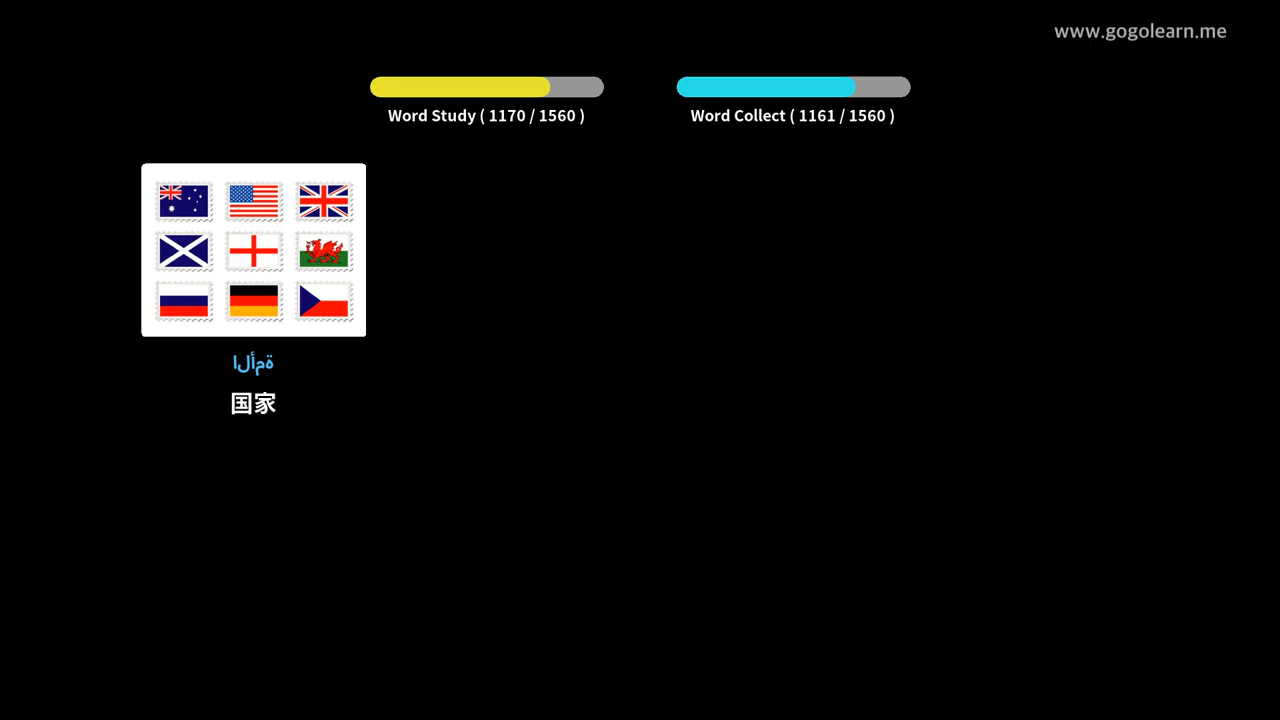 www.gogolearn.me
Word Study ( 1170 / 1560 )
Word Collect ( 1161 / 1560 )
الأمة
国家